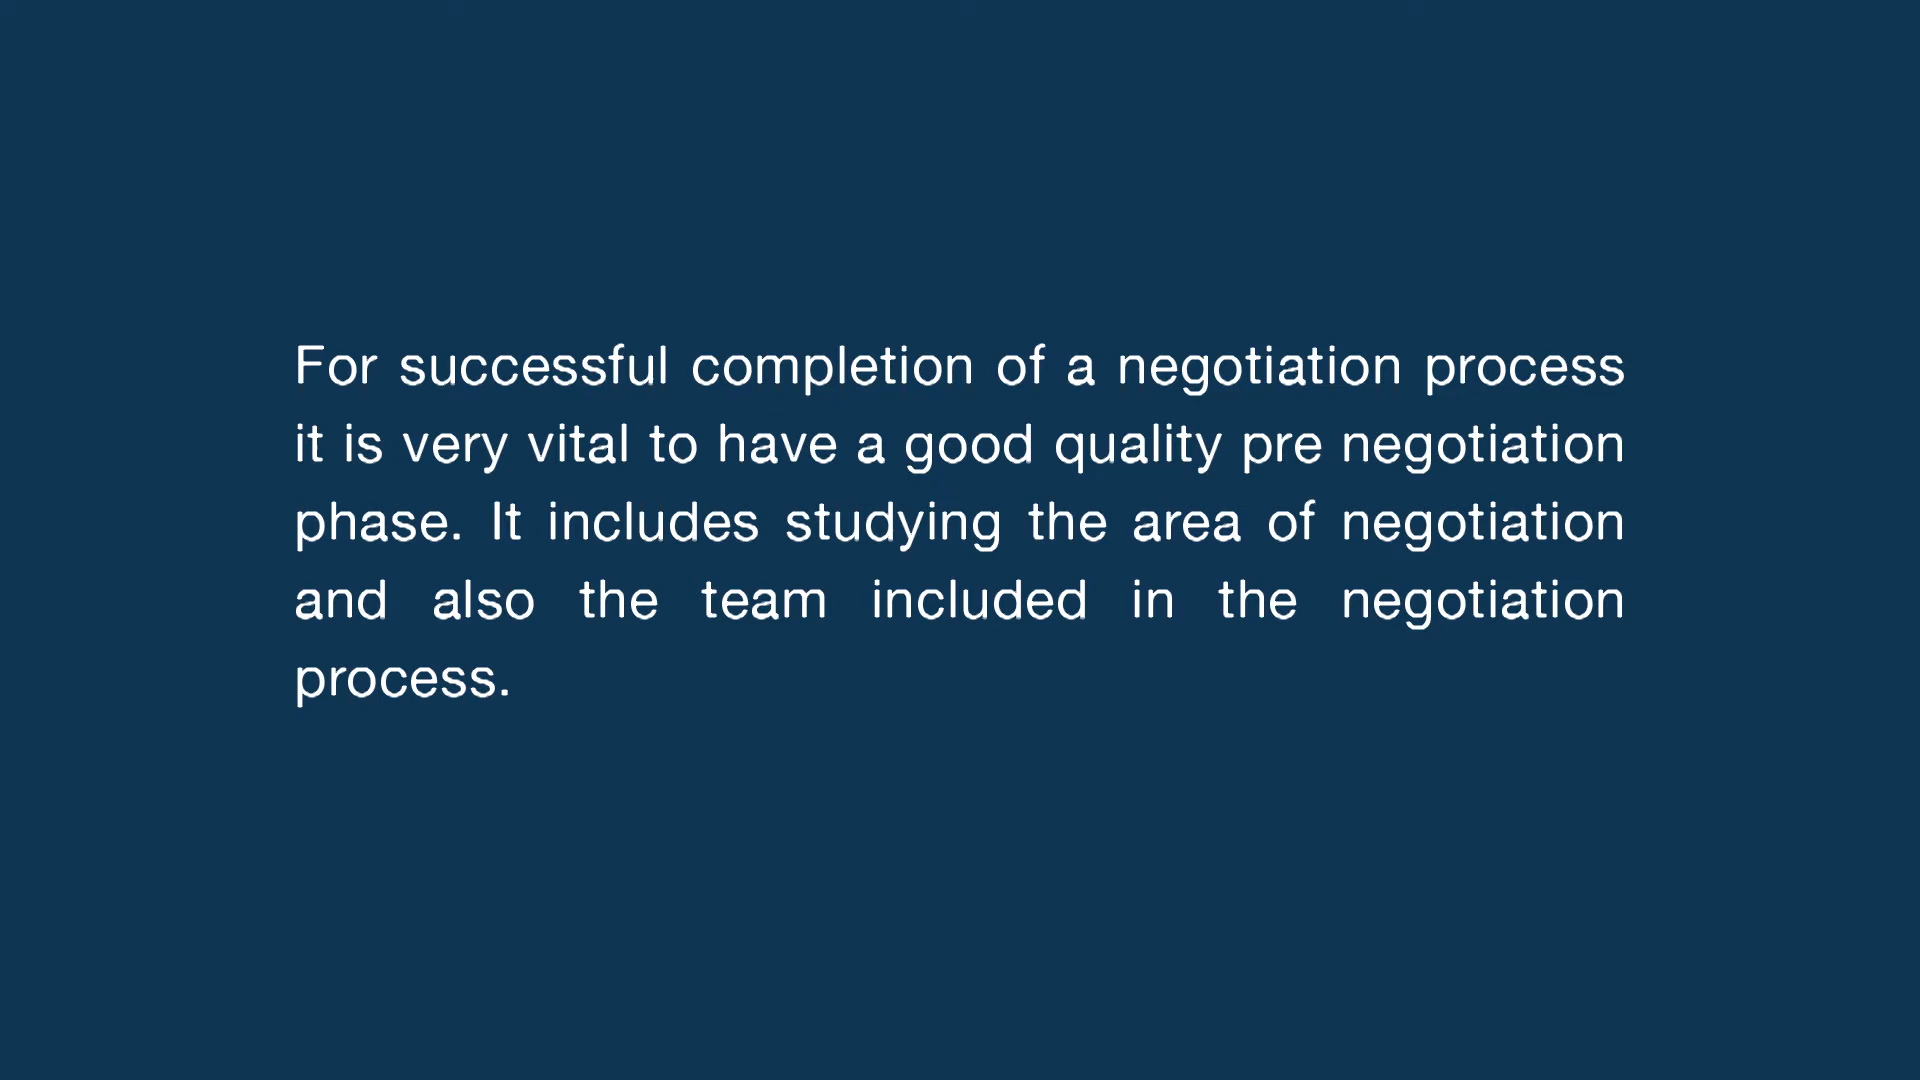 For successful completion of a negotiation process
it is very vital to have a good quality pre negotiation
phase. It includes studying the area of negotiation
and also the team included in the negotiation
process.